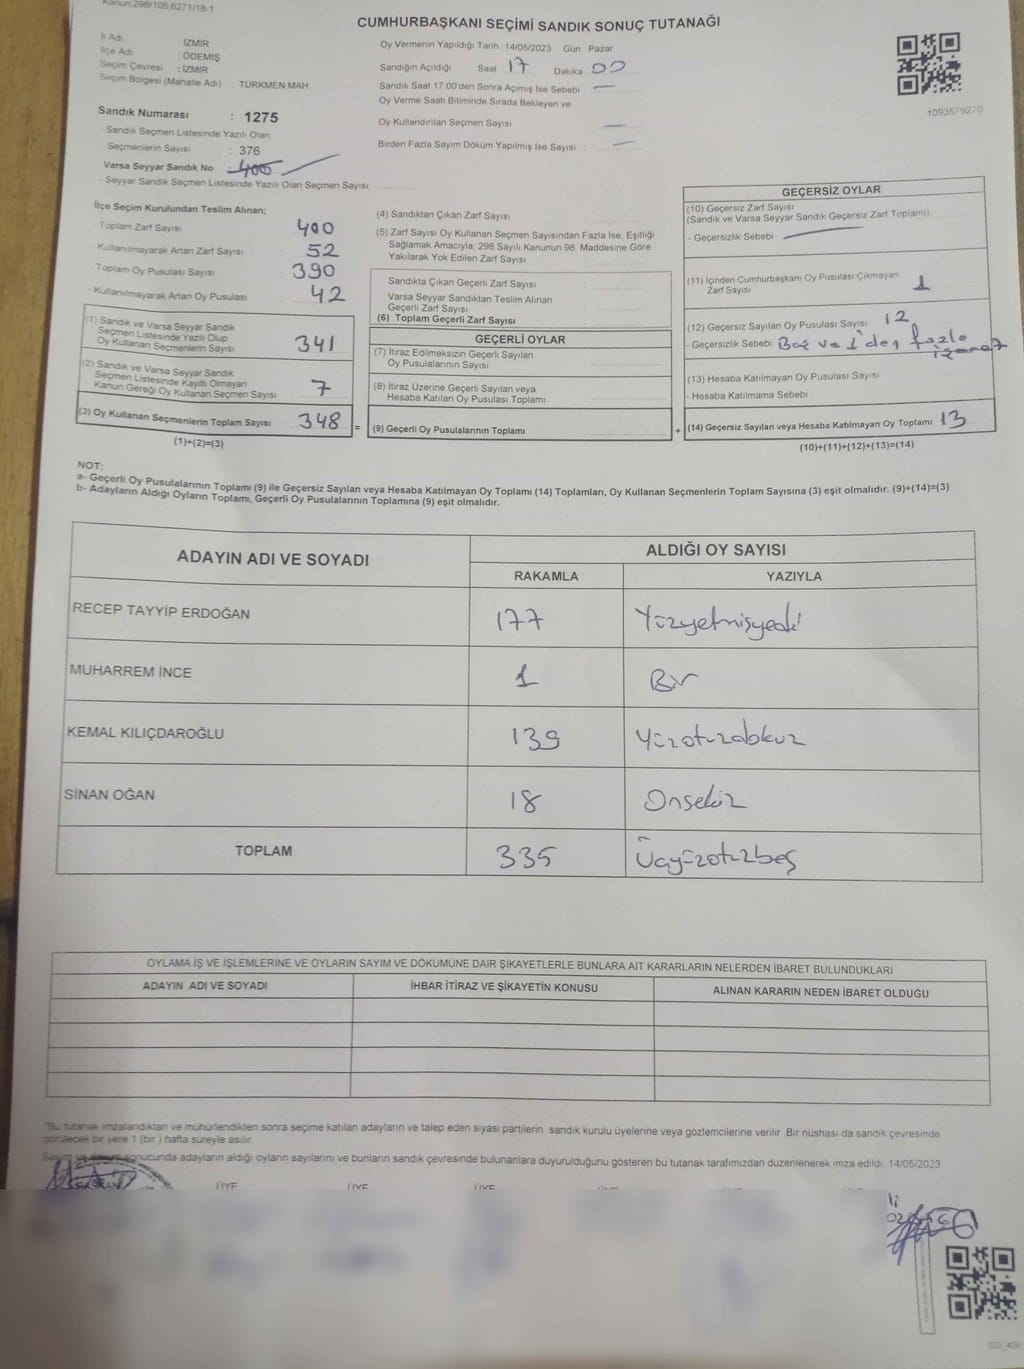 Kanun,298/105,6271/18-1
CUMHURBAŞKANI SEÇİMİ SANDIK SONUÇ TUTANAĞI
İl Adı : İZMİR
İlçe Adı : ÖDEMİŞ
Seçim Çevresi : İZMİR
Seçim Bölgesi (Mahalle Adı) : TÜRKMEN MAH.
Oy Vermenin Yapıldığı Tarih : 14/05/2023 Gün : Pazar
Sandığın Açıldığı Saat 17 Dakika 00
Sandık Saat 17:00'den Sonra Açımış İse Sebebi —
Oy Verme Saati Bitiminde Sırada Bekleyen ve
Oy Kullandırılan Seçmen Sayısı —
Birden Fazla Sayım Döküm Yapılmış İse Sayısı —
1093579270
Sandık Numarası : 1275
- Sandık Seçmen Listesinde Yazılı Olan
Seçmenlerin Sayısı : 376
Varsa Seyyar Sandık No 400
- Seyyar Sandık Seçmen Listesinde Yazılı Olan Seçmen Sayısı:
İlçe Seçim Kurulundan Teslim Alınan;
- Toplam Zarf Sayısı 400
- Kullanılmayarak Artan Zarf Sayısı 52
- Toplam Oy Pusulası Sayısı 390
- Kullanılmayarak Artan Oy Pusulası 42
(1) Sandık ve Varsa Seyyar Sandık
Seçmen Listesinde Yazılı Olup
Oy Kullanan Seçmenlerin Sayısı 341
(2) Sandık ve Varsa Seyyar Sandık
Seçmen Listesinde Kayıtlı Olmayan
Kanun Gereği Oy Kullanan Seçmen Sayısı 7
(3) Oy Kullanan Seçmenlerin Toplam Sayısı 348
(1)+(2)=(3)
(4) Sandıktan Çıkan Zarf Sayısı
(5) Zarf Sayısı Oy Kullanan Seçmen Sayısından Fazla İse, Eşitliği
Sağlamak Amacıyla, 298 Sayılı Kanunun 98. Maddesine Göre
Yakılarak Yok Edilen Zarf Sayısı
Sandıkta Çıkan Geçerli Zarf Sayısı
Varsa Seyyar Sandıktan Teslim Alınan
Geçerli Zarf Sayısı
(6) Toplam Geçerli Zarf Sayısı
GEÇERLİ OYLAR
(7) İtiraz Edilmeksizin Geçerli Sayılan
Oy Pusulalarının Sayısı
(8) İtiraz Üzerine Geçerli Sayılan veya
Hesaba Katılan Oy Pusulası Toplamı
= (9) Geçerli Oy Pusulalarının Toplamı
GEÇERSİZ OYLAR
(10) Geçersiz Zarf Sayısı
(Sandık ve Varsa Seyyar Sandık Geçersiz Zarf Toplamı)
- Geçersizlik Sebebi —
(11) İçinden Cumhurbaşkanı Oy Pusulası Çıkmayan
Zarf Sayısı 1
(12) Geçersiz Sayılan Oy Pusulası Sayısı 12
- Geçersizlik Sebebi Boş ve 1'den fazla
(13) Hesaba Katılmayan Oy Pusulası Sayısı
- Hesaba Katılmama Sebebi
+ (14) Geçersiz Sayılan veya Hesaba Katılmayan Oy Toplamı 13
(10)+(11)+(12)+(13)=(14)
NOT:
a- Geçerli Oy Pusulalarının Toplamı (9) ile Geçersiz Sayılan veya Hesaba Katılmayan Oy Toplamı (14) Toplamları, Oy Kullanan Seçmenlerin Toplam Sayısına (3) eşit olmalıdır. (9)+(14)=(3)
b- Adayların Aldığı Oyların Toplamı, Geçerli Oy Pusulalarının Toplamına (9) eşit olmalıdır.
ADAYIN ADI VE SOYADI ALDIĞI OY SAYISI
RAKAMLA YAZIYLA
RECEP TAYYİP ERDOĞAN 177 Yüzyetmişyedi
MUHARREM İNCE 1 Bir
KEMAL KILIÇDAROĞLU 139 Yüzotuzdokuz
SİNAN OĞAN 18 Onsekiz
TOPLAM 335 Üçyüzotuzbeş
OYLAMA İŞ VE İŞLEMLERİNE VE OYLARIN SAYIM VE DÖKÜMÜNE DAİR ŞİKAYETLERLE BUNLARA AİT KARARLARIN NELERDEN İBARET BULUNDUKLARI
ADAYIN ADI VE SOYADI İHBAR İTİRAZ VE ŞİKAYETİN KONUSU ALINAN KARARIN NEDEN İBARET OLDUĞU
"Bu tutanak imzalandıktan ve mühürlendikten sonra seçime katılan adayların ve talep eden siyasi partilerin sandık kurulu üyelerine veya gözlemcilerine verilir. Bir nüshası da sandık çevresinde
görülecek bir yere 1 (bir ) hafta süreyle asılır.
Sayım ve döküm sonucunda adayların aldığı oyların sayılarını ve bunların sandık çevresinde bulunanlara duyurulduğunu gösteren bu tutanak tarafımızdan düzenlenerek imza edildi. 14/05/2023
BAŞKAN ÜYE ÜYE ÜYE